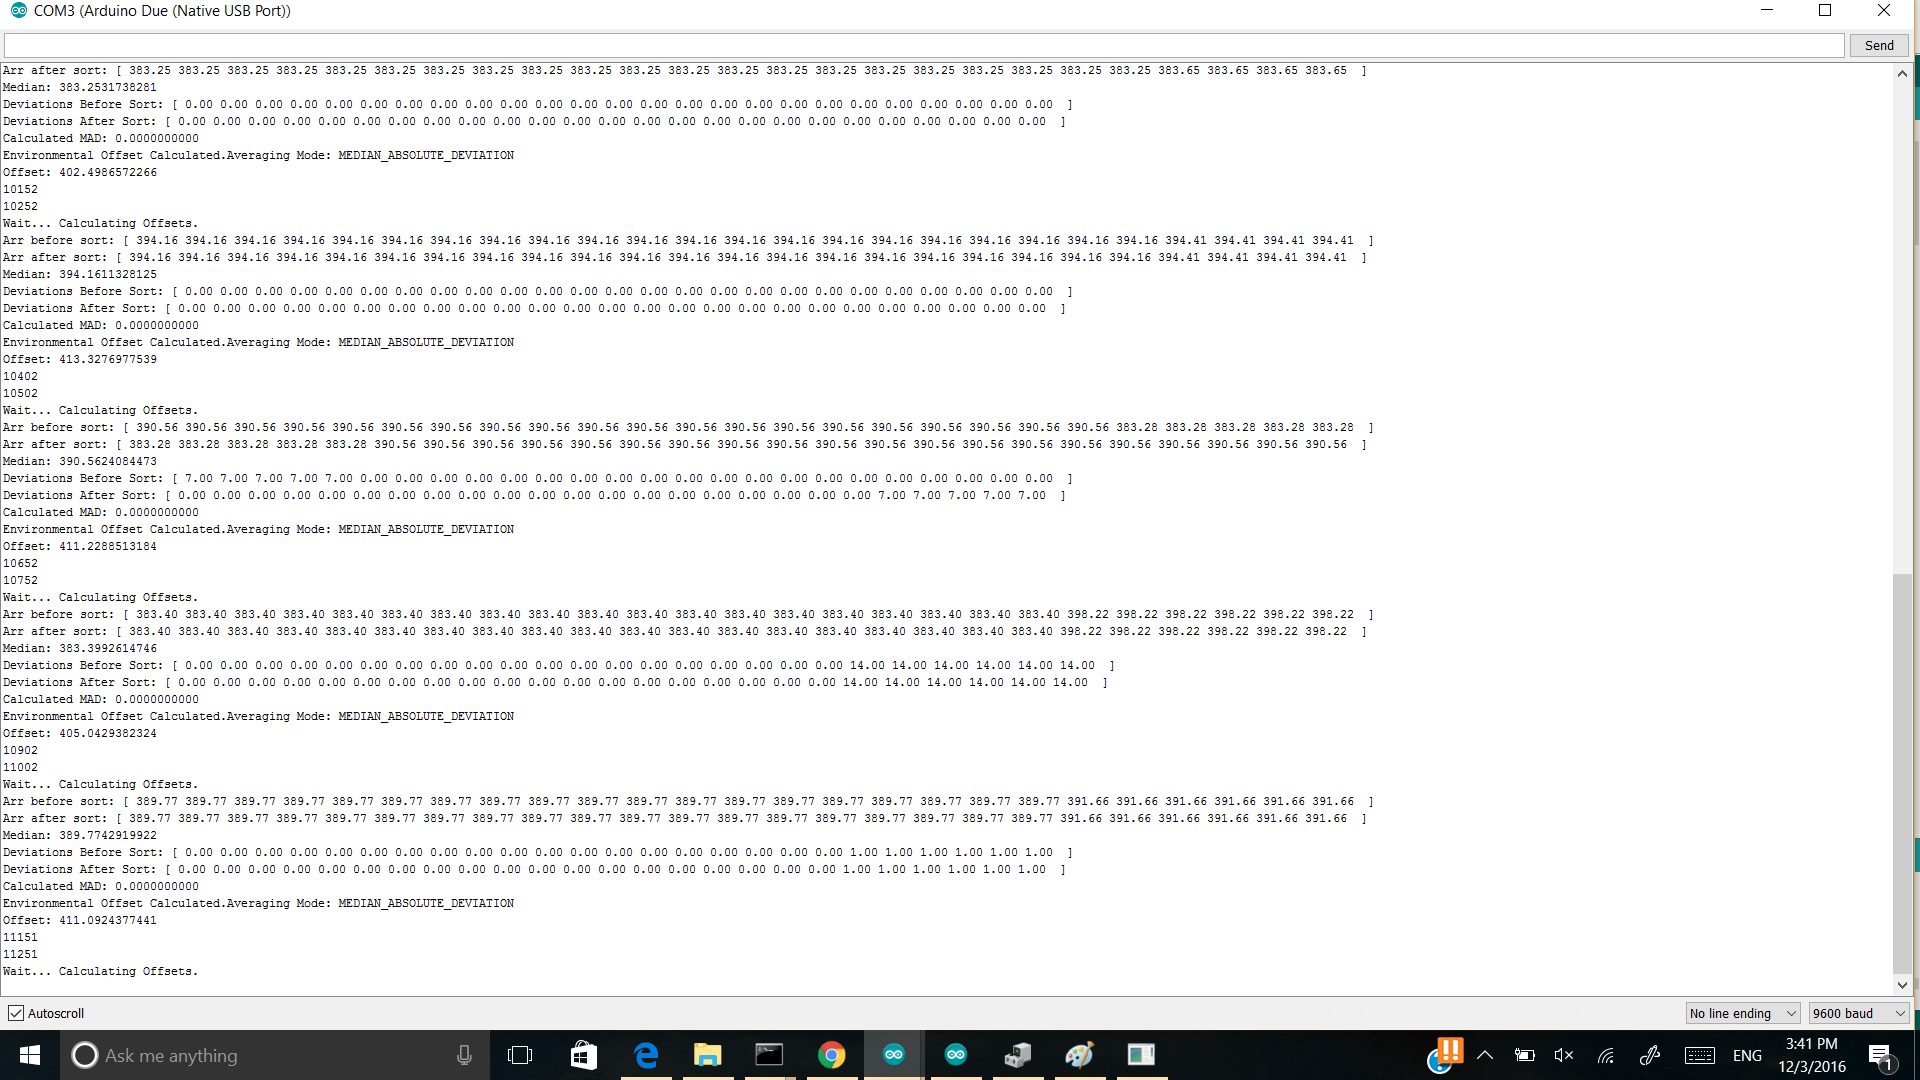 COM3 (Arduino Due (Native USB Port))
Send
Arr after sort: [ 383.25 383.25 383.25 383.25 383.25 383.25 383.25 383.25 383.25 383.25 383.25 383.25 383.25 383.25 383.25 383.25 383.25 383.25 383.25 383.25 383.25 383.65 383.65 383.65 383.65 ]
Median: 383.2531738281
Deviations Before Sort: [ 0.00 0.00 0.00 0.00 0.00 0.00 0.00 0.00 0.00 0.00 0.00 0.00 0.00 0.00 0.00 0.00 0.00 0.00 0.00 0.00 0.00 0.00 0.00 0.00 0.00 ]
Deviations After Sort: [ 0.00 0.00 0.00 0.00 0.00 0.00 0.00 0.00 0.00 0.00 0.00 0.00 0.00 0.00 0.00 0.00 0.00 0.00 0.00 0.00 0.00 0.00 0.00 0.00 0.00 ]
Calculated MAD: 0.0000000000
Environmental Offset Calculated.Averaging Mode: MEDIAN_ABSOLUTE_DEVIATION
Offset: 402.4986572266
10152
10252
Wait... Calculating Offsets.
Arr before sort: [ 394.16 394.16 394.16 394.16 394.16 394.16 394.16 394.16 394.16 394.16 394.16 394.16 394.16 394.16 394.16 394.16 394.16 394.16 394.16 394.16 394.16 394.41 394.41 394.41 394.41 ]
Arr after sort: [ 394.16 394.16 394.16 394.16 394.16 394.16 394.16 394.16 394.16 394.16 394.16 394.16 394.16 394.16 394.16 394.16 394.16 394.16 394.16 394.16 394.16 394.41 394.41 394.41 394.41 ]
Median: 394.1611328125
Deviations Before Sort: [ 0.00 0.00 0.00 0.00 0.00 0.00 0.00 0.00 0.00 0.00 0.00 0.00 0.00 0.00 0.00 0.00 0.00 0.00 0.00 0.00 0.00 0.00 0.00 0.00 0.00 ]
Deviations After Sort: [ 0.00 0.00 0.00 0.00 0.00 0.00 0.00 0.00 0.00 0.00 0.00 0.00 0.00 0.00 0.00 0.00 0.00 0.00 0.00 0.00 0.00 0.00 0.00 0.00 0.00 ]
Calculated MAD: 0.0000000000
Environmental Offset Calculated.Averaging Mode: MEDIAN_ABSOLUTE_DEVIATION
Offset: 413.3276977539
10402
10502
Wait... Calculating Offsets.
Arr before sort: [ 390.56 390.56 390.56 390.56 390.56 390.56 390.56 390.56 390.56 390.56 390.56 390.56 390.56 390.56 390.56 390.56 390.56 390.56 390.56 390.56 383.28 383.28 383.28 383.28 383.28 ]
Arr after sort: [ 383.28 383.28 383.28 383.28 383.28 390.56 390.56 390.56 390.56 390.56 390.56 390.56 390.56 390.56 390.56 390.56 390.56 390.56 390.56 390.56 390.56 390.56 390.56 390.56 390.56 ]
Median: 390.5624084473
Deviations Before Sort: [ 7.00 7.00 7.00 7.00 7.00 0.00 0.00 0.00 0.00 0.00 0.00 0.00 0.00 0.00 0.00 0.00 0.00 0.00 0.00 0.00 0.00 0.00 0.00 0.00 0.00 ]
Deviations After Sort: [ 0.00 0.00 0.00 0.00 0.00 0.00 0.00 0.00 0.00 0.00 0.00 0.00 0.00 0.00 0.00 0.00 0.00 0.00 0.00 0.00 7.00 7.00 7.00 7.00 7.00 ]
Calculated MAD: 0.0000000000
Environmental Offset Calculated.Averaging Mode: MEDIAN_ABSOLUTE_DEVIATION
Offset: 411.2288513184
10652
10752
Wait... Calculating Offsets.
Arr before sort: [ 383.40 383.40 383.40 383.40 383.40 383.40 383.40 383.40 383.40 383.40 383.40 383.40 383.40 383.40 383.40 383.40 383.40 383.40 383.40 398.22 398.22 398.22 398.22 398.22 398.22 ]
Arr after sort: [ 383.40 383.40 383.40 383.40 383.40 383.40 383.40 383.40 383.40 383.40 383.40 383.40 383.40 383.40 383.40 383.40 383.40 383.40 383.40 398.22 398.22 398.22 398.22 398.22 398.22 ]
Median: 383.3992614746
Deviations Before Sort: [ 0.00 0.00 0.00 0.00 0.00 0.00 0.00 0.00 0.00 0.00 0.00 0.00 0.00 0.00 0.00 0.00 0.00 0.00 0.00 14.00 14.00 14.00 14.00 14.00 14.00 ]
Deviations After Sort: [ 0.00 0.00 0.00 0.00 0.00 0.00 0.00 0.00 0.00 0.00 0.00 0.00 0.00 0.00 0.00 0.00 0.00 0.00 0.00 14.00 14.00 14.00 14.00 14.00 14.00 ]
Calculated MAD: 0.0000000000
Environmental Offset Calculated.Averaging Mode: MEDIAN_ABSOLUTE_DEVIATION
Offset: 405.0429382324
10902
11002
Wait... Calculating Offsets.
Arr before sort: [ 389.77 389.77 389.77 389.77 389.77 389.77 389.77 389.77 389.77 389.77 389.77 389.77 389.77 389.77 389.77 389.77 389.77 389.77 389.77 391.66 391.66 391.66 391.66 391.66 391.66 ]
Arr after sort: [ 389.77 389.77 389.77 389.77 389.77 389.77 389.77 389.77 389.77 389.77 389.77 389.77 389.77 389.77 389.77 389.77 389.77 389.77 389.77 391.66 391.66 391.66 391.66 391.66 391.66 ]
Median: 389.7742919922
Deviations Before Sort: [ 0.00 0.00 0.00 0.00 0.00 0.00 0.00 0.00 0.00 0.00 0.00 0.00 0.00 0.00 0.00 0.00 0.00 0.00 0.00 1.00 1.00 1.00 1.00 1.00 1.00 ]
Deviations After Sort: [ 0.00 0.00 0.00 0.00 0.00 0.00 0.00 0.00 0.00 0.00 0.00 0.00 0.00 0.00 0.00 0.00 0.00 0.00 0.00 1.00 1.00 1.00 1.00 1.00 1.00 ]
Calculated MAD: 0.0000000000
Environmental Offset Calculated.Averaging Mode: MEDIAN_ABSOLUTE_DEVIATION
Offset: 411.0924377441
11151
11251
Wait... Calculating Offsets.
Autoscroll
No line ending
9600 baud
Ask me anything
ENG
3:41 PM
12/3/2016
1